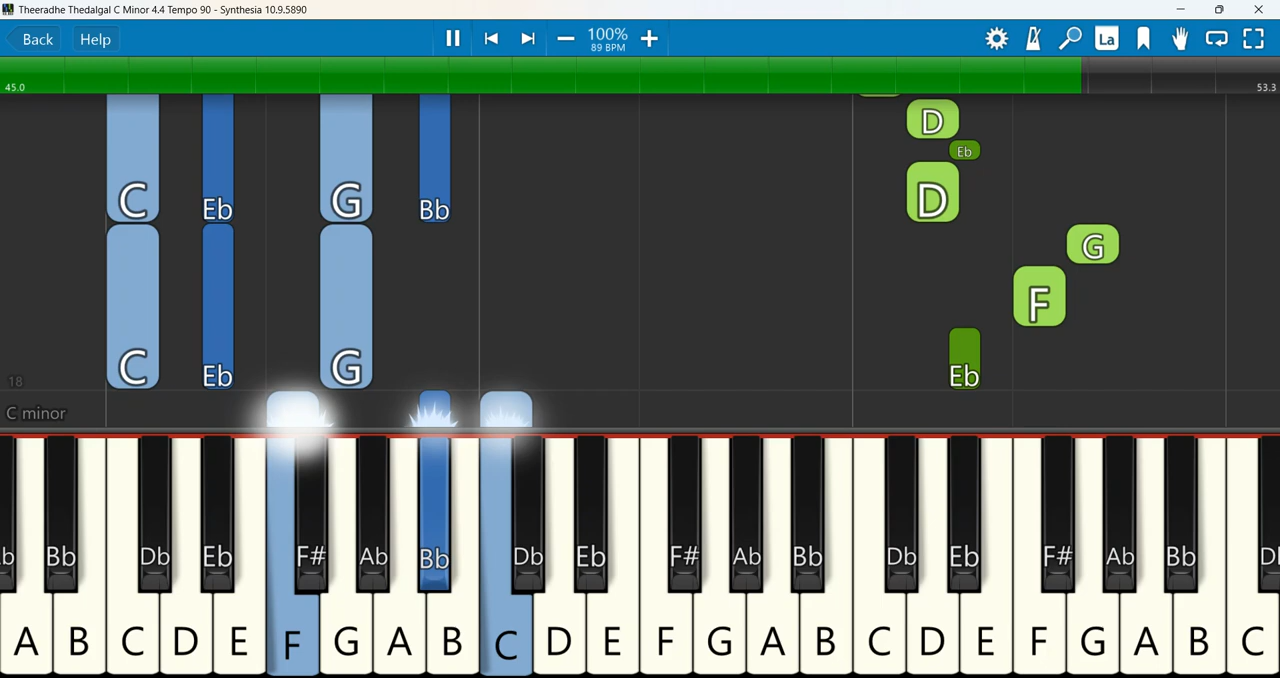 Theeradhe Thedalgal C Minor 4.4 Tempo 90 - Synthesia 10.9.5890
Back Help 100% La
89 BPM
45.0 53.3
D
Eb
C Eb G Bb D
G
F
C Eb G Eb
18
C minor
b Bb Db Eb F# Ab Bb Db Eb F# Ab Bb Db Eb F# Ab Bb D
A B C D E F G A B C D E F G A B C D E F G A B C